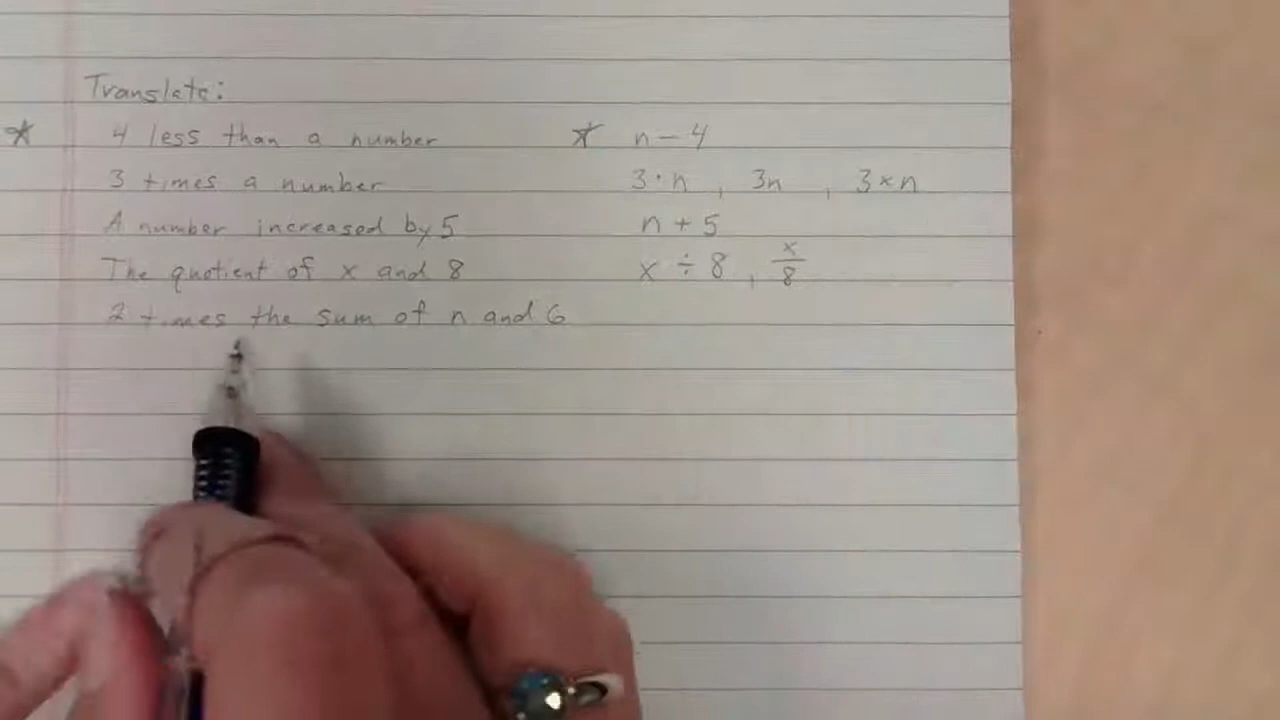 Translate:
* 4 less than a number * n - 4
3 times a number 3·n , 3n , 3×n
A number increased by 5 n + 5
The quotient of x and 8 x ÷ 8 , x/8
2 times the sum of n and 6